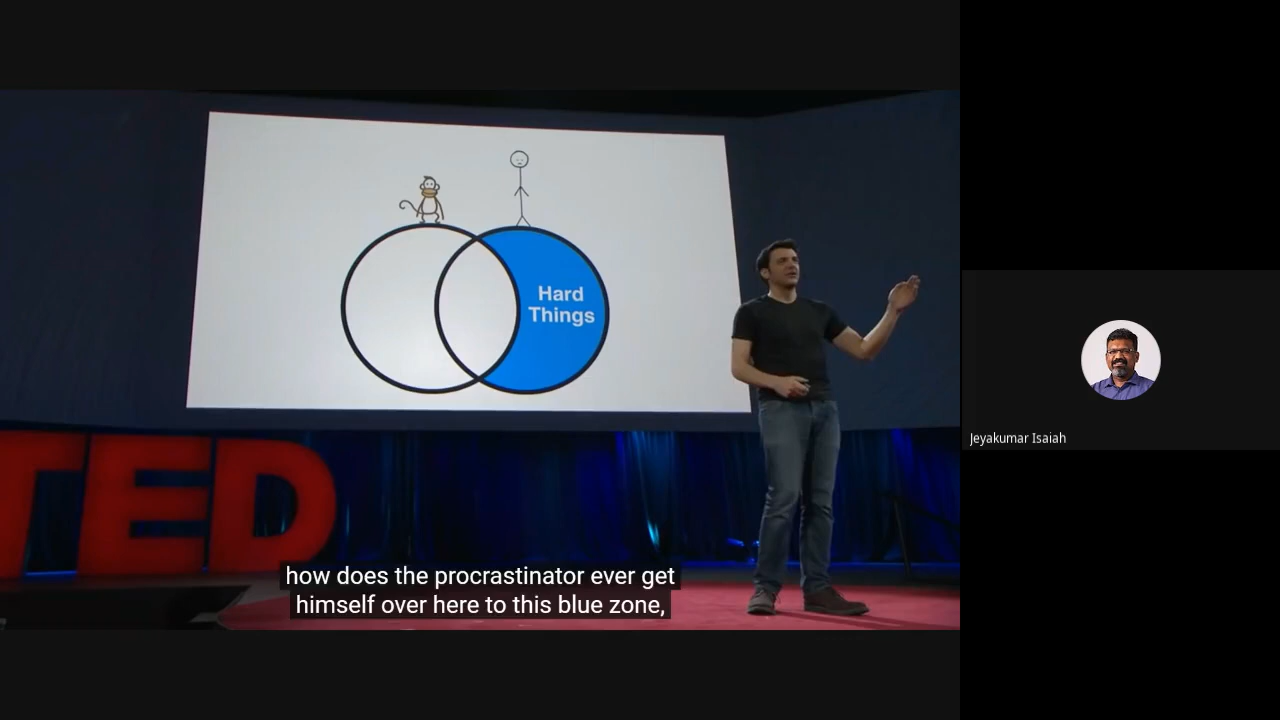 Hard
Things
TED
how does the procrastinator ever get
himself over here to this blue zone,
Jeyakumar Isaiah